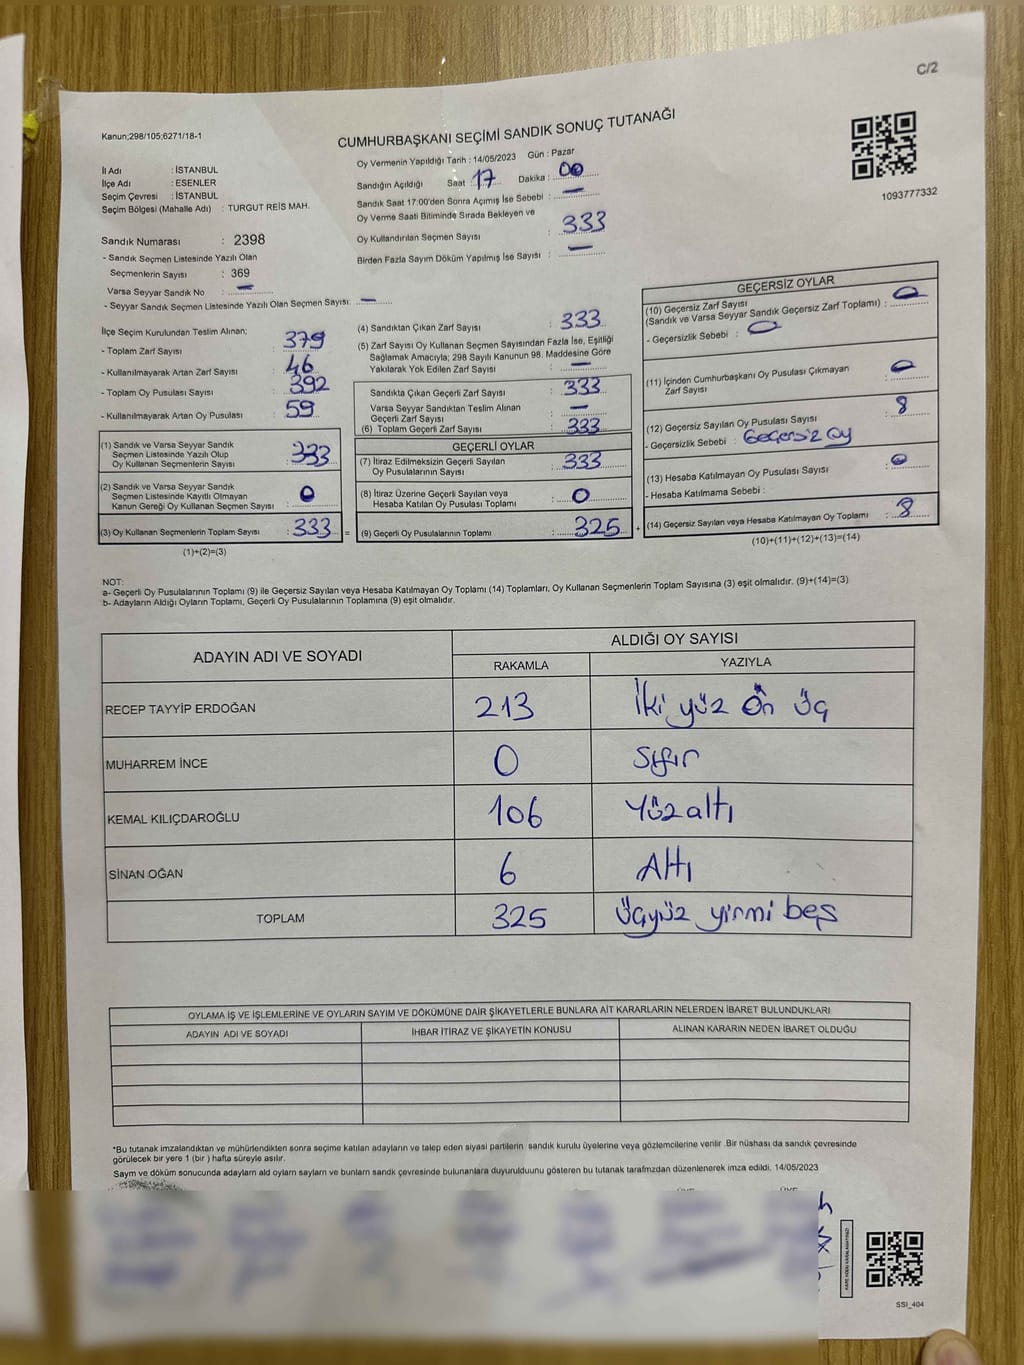 C/2
Kanun;298/105;6271/18-1
CUMHURBAŞKANI SEÇİMİ SANDIK SONUÇ TUTANAĞI
1093777332
İl Adı : İSTANBUL
İlçe Adı : ESENLER
Seçim Çevresi : İSTANBUL
Seçim Bölgesi (Mahalle Adı) : TURGUT REİS MAH.
Sandık Numarası : 2398
- Sandık Seçmen Listesinde Yazılı Olan
Seçmenlerin Sayısı : 369
Varsa Seyyar Sandık No : —
- Seyyar Sandık Seçmen Listesinde Yazılı Olan Seçmen Sayısı: —
Oy Vermenin Yapıldığı Tarih : 14/05/2023 Gün : Pazar
Sandığın Açıldığı Saat : 17 Dakika : 00
Sandık Saat 17:00'den Sonra Açımış İse Sebebi : —
Oy Verme Saati Bitiminde Sırada Bekleyen ve
Oy Kullandırılan Seçmen Sayısı : 333
Birden Fazla Sayım Döküm Yapılmış İse Sayısı : —
İlçe Seçim Kurulundan Teslim Alınan;
- Toplam Zarf Sayısı : 379
- Kullanılmayarak Artan Zarf Sayısı : 46
- Toplam Oy Pusulası Sayısı : 392
- Kullanılmayarak Artan Oy Pusulası : 59
(1) Sandık ve Varsa Seyyar Sandık
Seçmen Listesinde Yazılı Olup
Oy Kullanan Seçmenlerin Sayısı : 333
(2) Sandık ve Varsa Seyyar Sandık
Seçmen Listesinde Kayıtlı Olmayan
Kanun Gereği Oy Kullanan Seçmen Sayısı : 0
(3) Oy Kullanan Seçmenlerin Toplam Sayısı : 333 =
(1)+(2)=(3)
(4) Sandıktan Çıkan Zarf Sayısı : 333
(5) Zarf Sayısı Oy Kullanan Seçmen Sayısından Fazla İse, Eşitliği
Sağlamak Amacıyla; 298 Sayılı Kanunun 98. Maddesine Göre
Yakılarak Yok Edilen Zarf Sayısı : —
Sandıkta Çıkan Geçerli Zarf Sayısı : 333
Varsa Seyyar Sandıktan Teslim Alınan
Geçerli Zarf Sayısı : —
(6) Toplam Geçerli Zarf Sayısı : 333
GEÇERLİ OYLAR
(7) İtiraz Edilmeksizin Geçerli Sayılan
Oy Pusulalarının Sayısı : 333
(8) İtiraz Üzerine Geçerli Sayılan veya
Hesaba Katılan Oy Pusulası Toplamı : 0
(9) Geçerli Oy Pusulalarının Toplamı : 325 +
GEÇERSİZ OYLAR
(10) Geçersiz Zarf Sayısı
(Sandık ve Varsa Seyyar Sandık Geçersiz Zarf Toplamı) : 0
- Geçersizlik Sebebi : 0
(11) İçinden Cumhurbaşkanı Oy Pusulası Çıkmayan
Zarf Sayısı : 0
(12) Geçersiz Sayılan Oy Pusulası Sayısı : 8
- Geçersizlik Sebebi : Geçersiz oy
(13) Hesaba Katılmayan Oy Pusulası Sayısı : 0
- Hesaba Katılmama Sebebi :
(14) Geçersiz Sayılan veya Hesaba Katılmayan Oy Toplamı : 8
(10)+(11)+(12)+(13)=(14)
NOT:
a- Geçerli Oy Pusulalarının Toplamı (9) ile Geçersiz Sayılan veya Hesaba Katılmayan Oy Toplamı (14) Toplamları, Oy Kullanan Seçmenlerin Toplam Sayısına (3) eşit olmalıdır. (9)+(14)=(3)
b- Adayların Aldığı Oyların Toplamı, Geçerli Oy Pusulalarının Toplamına (9) eşit olmalıdır.
ADAYIN ADI VE SOYADI ALDIĞI OY SAYISI
RAKAMLA YAZIYLA
RECEP TAYYİP ERDOĞAN 213 İki yüz On üç
MUHARREM İNCE 0 Sıfır
KEMAL KILIÇDAROĞLU 106 Yüz altı
SİNAN OĞAN 6 Altı
TOPLAM 325 üçyüz yirmi beş
OYLAMA İŞ VE İŞLEMLERİNE VE OYLARIN SAYIM VE DÖKÜMÜNE DAİR ŞİKAYETLERLE BUNLARA AİT KARARLARIN NELERDEN İBARET BULUNDUKLARI
ADAYIN ADI VE SOYADI İHBAR İTİRAZ VE ŞİKAYETİN KONUSU ALINAN KARARIN NEDEN İBARET OLDUĞU
*Bu tutanak imzalandıktan ve mühürlendikten sonra seçime katılan adayların ve talep eden siyasi partilerin sandık kurulu üyelerine veya gözlemcilerine verilir .Bir nüshası da sandık çevresinde
görülecek bir yere 1 (bir ) hafta süreyle asılır.
Sayım ve döküm sonucunda adayların aldı oyların sayıların ve bunların sandık çevresinde bulunanlara duyurulduunu gösteren bu tutanak tarafmzdan düzenlenerek imza edildi. 14/05/2023
SSI_404